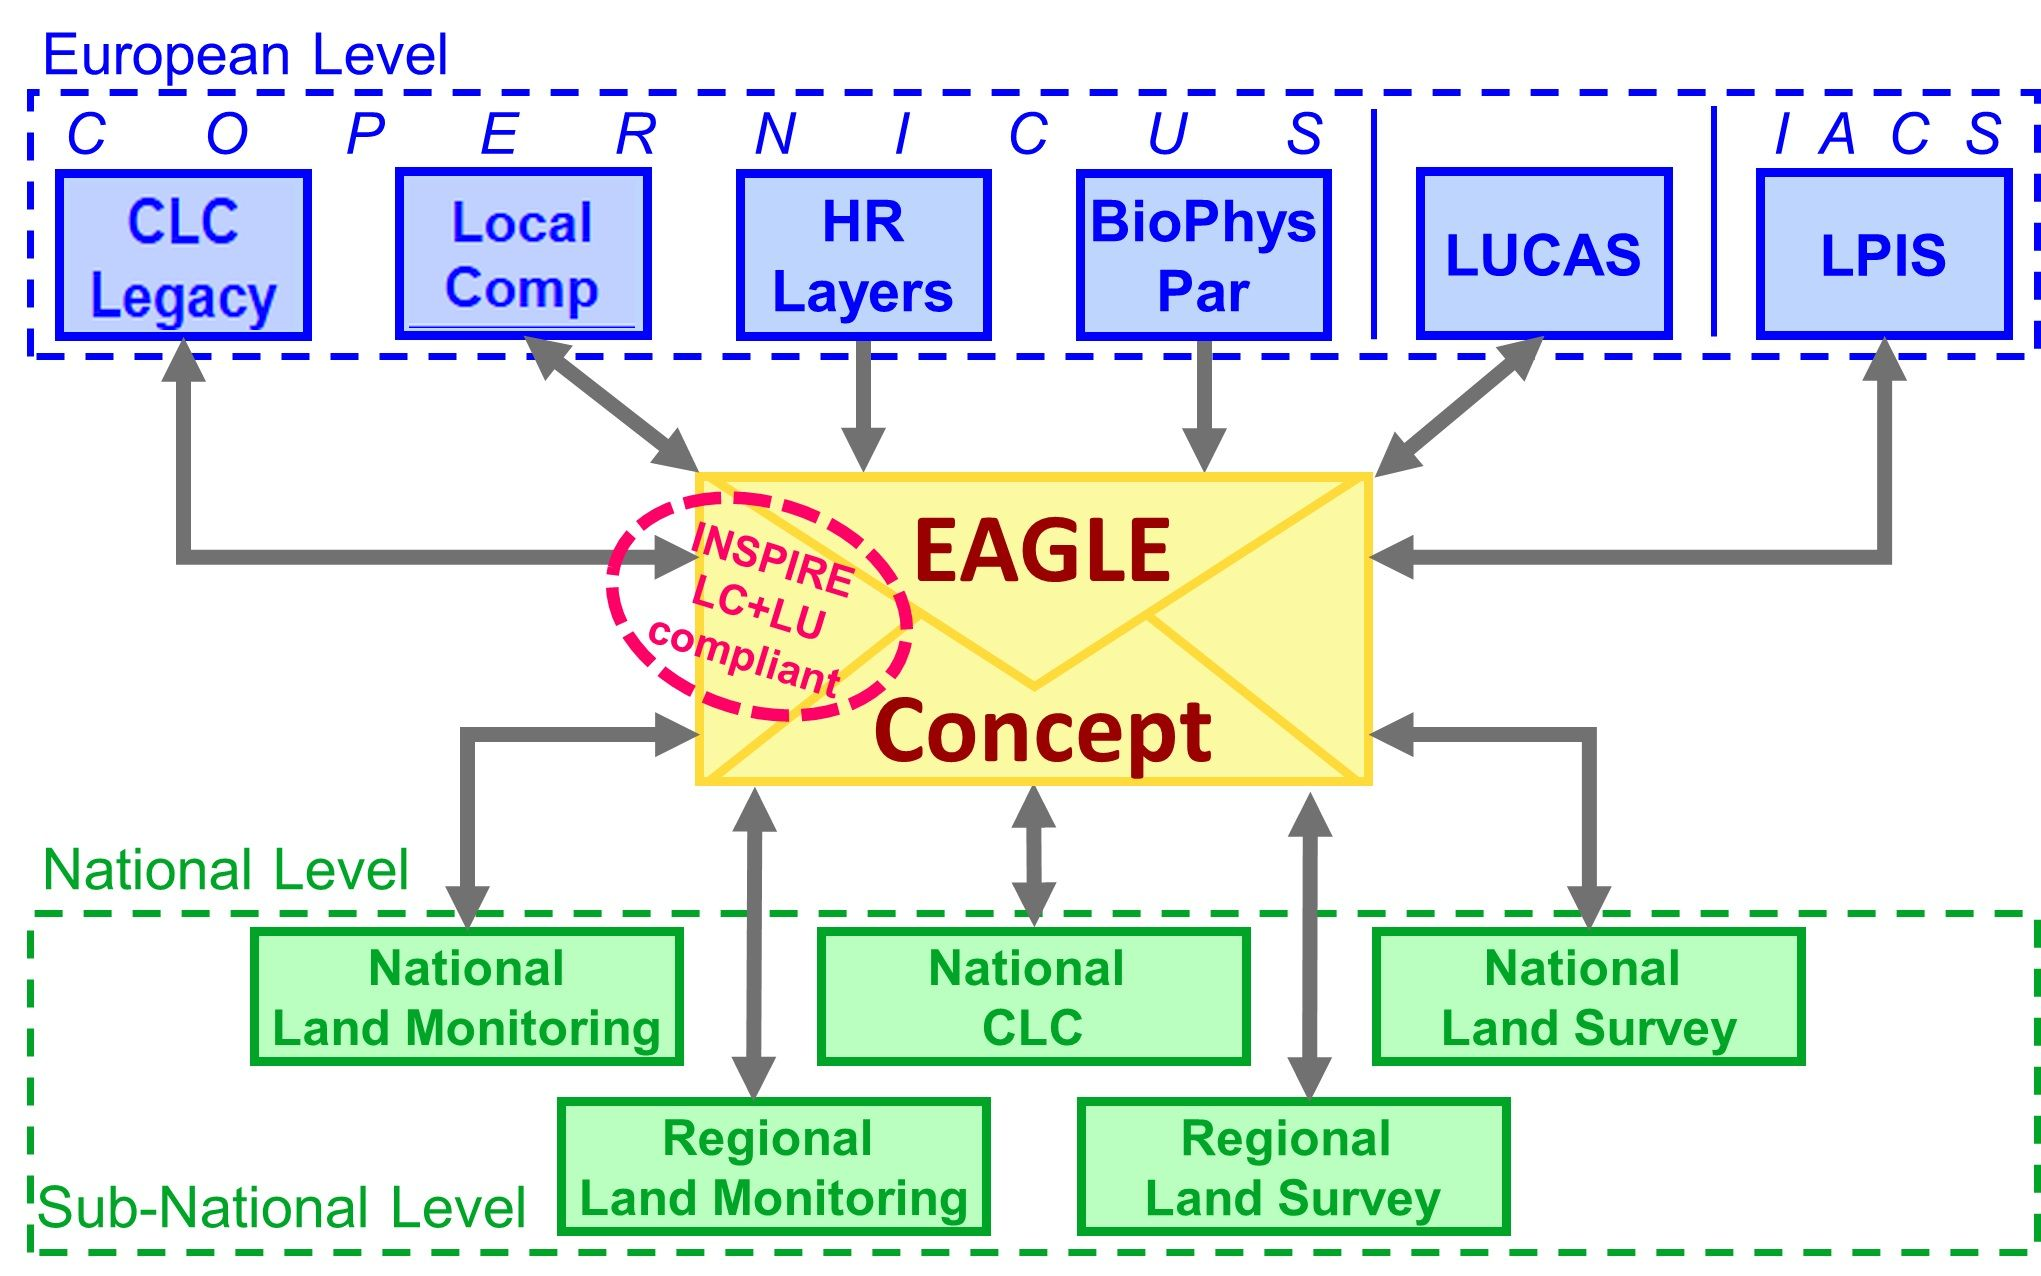 European Level
C O P E R N I C U S
I A C S
CLC
Legacy
Local
Comp
HR
Layers
BioPhys
Par
LUCAS
LPIS
INSPIRE
LC+LU
compliant
EAGLE
Concept
National Level
National
Land Monitoring
National
CLC
National
Land Survey
Regional
Land Monitoring
Regional
Land Survey
Sub-National Level